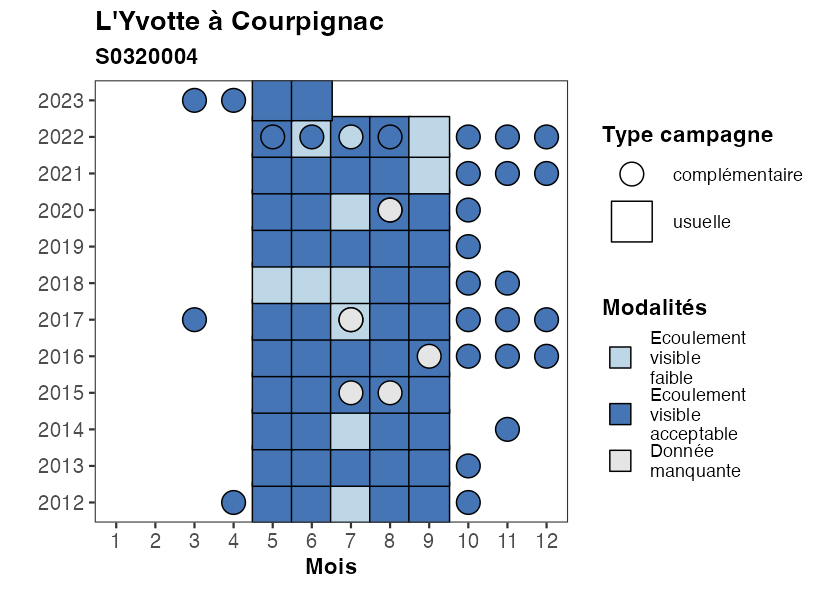 L'Yvotte à Courpignac
S0320004
2023
2022
2021
2020
2019
2018
2017
2016
2015
2014
2013
2012
1 2 3 4 5 6 7 8 9 10 11 12
Mois
Type campagne
complémentaire
usuelle
Modalités
Ecoulement
visible
faible
Ecoulement
visible
acceptable
Donnée
manquante